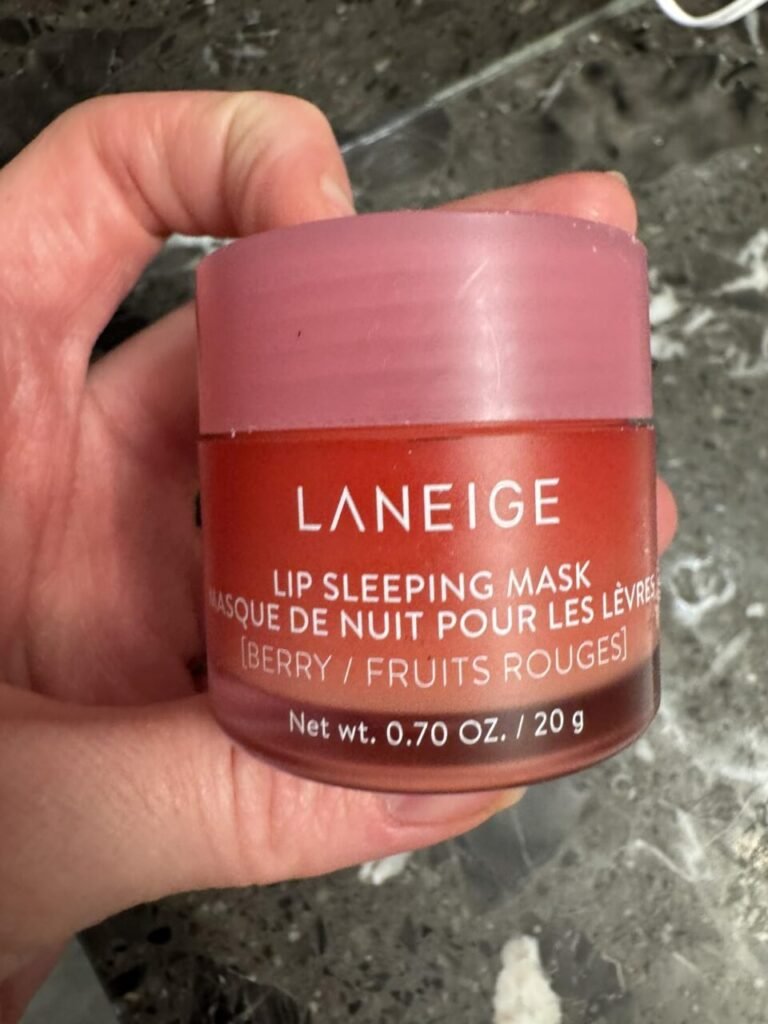 LANEIGE
LIP SLEEPING MASK
MASQUE DE NUIT POUR LES LÈVRES
[BERRY / FRUITS ROUGES]
Net wt. 0.70 OZ. / 20 g